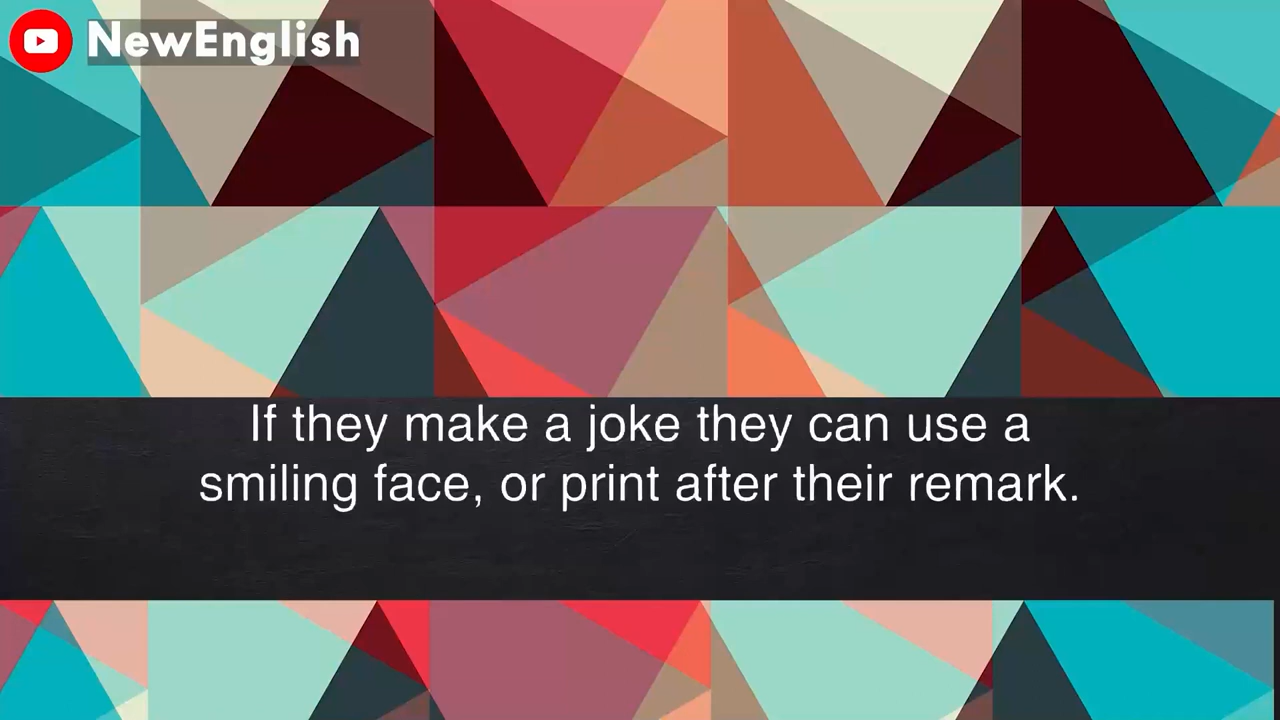 NewEnglish
If they make a joke they can use a
smiling face, or print after their remark.